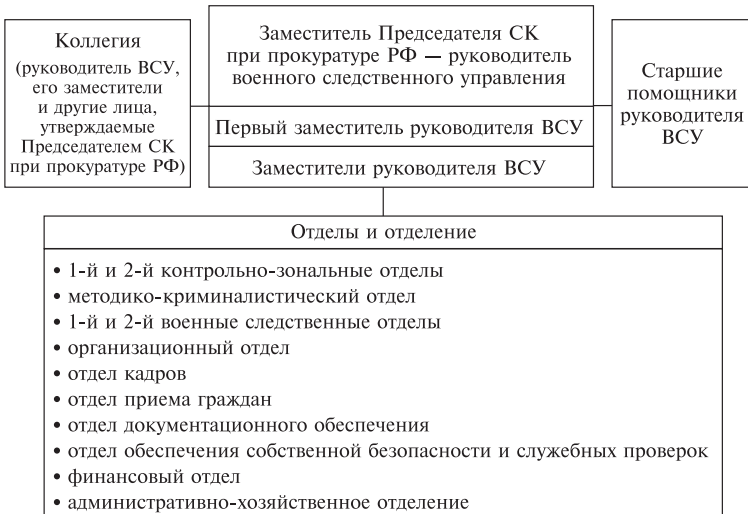 Коллегия
(руководитель ВСУ,
его заместители
и другие лица,
утверждаемые
Председателем СК
при прокуратуре РФ)
Заместитель Председателя СК
при прокуратуре РФ — руководитель
военного следственного управления
Первый заместитель руководителя ВСУ
Заместители руководителя ВСУ
Старшие
помощники
руководителя
ВСУ
Отделы и отделение
• 1-й и 2-й контрольно-зональные отделы
• методико-криминалистический отдел
• 1-й и 2-й военные следственные отделы
• организационный отдел
• отдел кадров
• отдел приема граждан
• отдел документационного обеспечения
• отдел обеспечения собственной безопасности и служебных проверок
• финансовый отдел
• административно-хозяйственное отделение